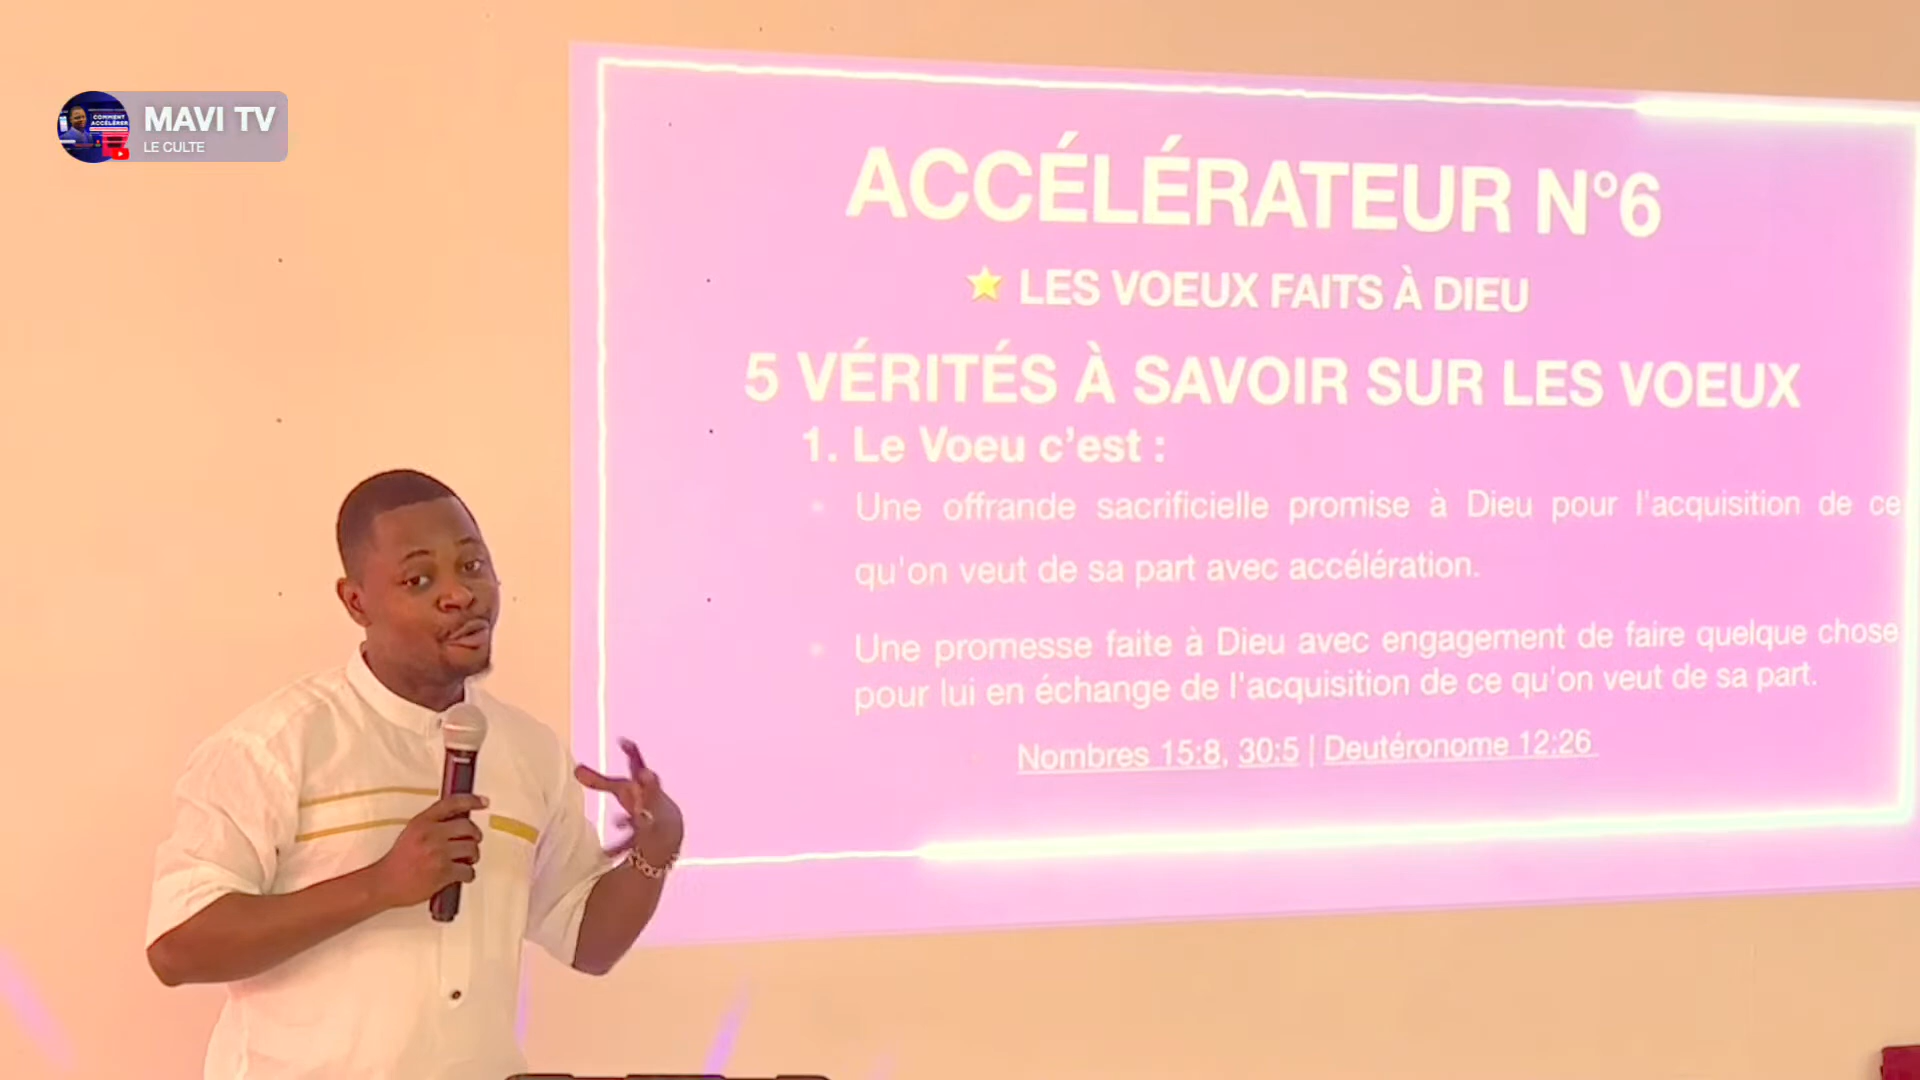 MAVI TV
LE CULTE
COMMENT
ACCÉLÉRER
ACCÉLÉRATEUR N°6
⭐ LES VOEUX FAITS À DIEU
5 VÉRITÉS À SAVOIR SUR LES VOEUX
1. Le Voeu c'est :
Une offrande sacrificielle promise à Dieu pour l'acquisition de ce
qu'on veut de sa part avec accélération.
Une promesse faite à Dieu avec engagement de faire quelque chose
pour lui en échange de l'acquisition de ce qu'on veut de sa part.
Nombres 15:8, 30:5 | Deutéronome 12:26